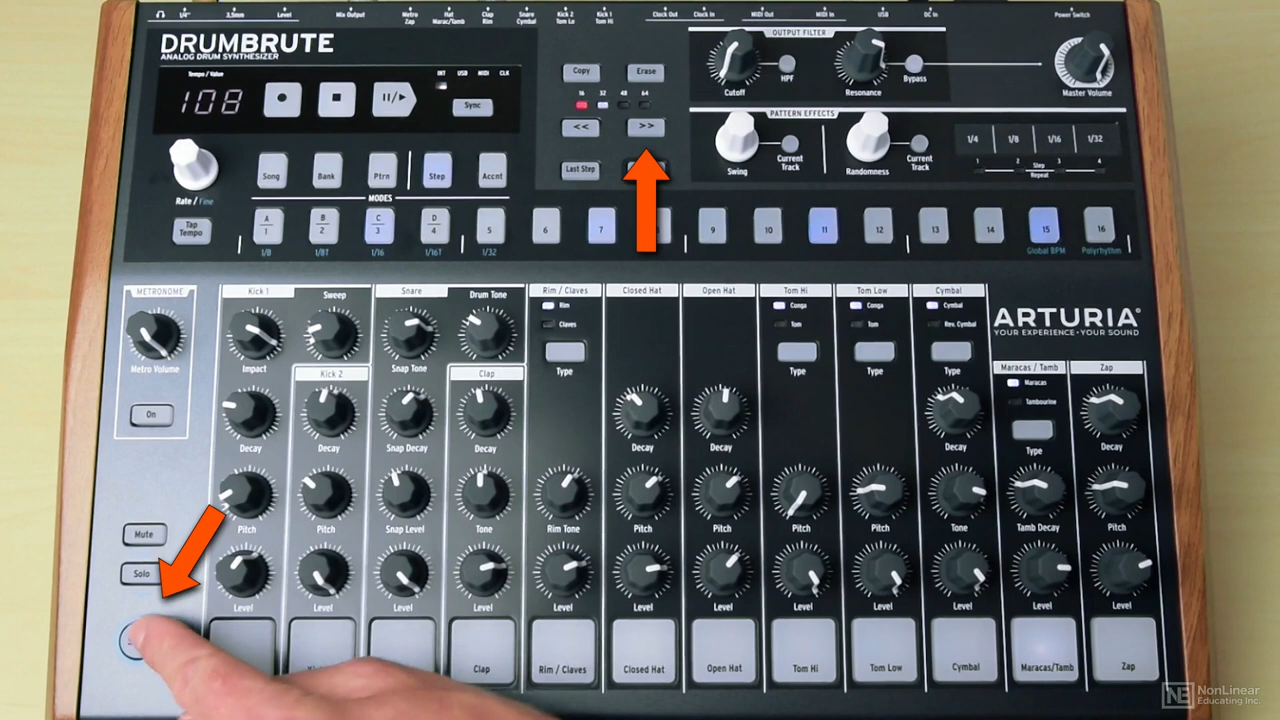 1/4" 3,5mm Level Mix Output Metro Zap Hat Marac/Tamb Clap Rim Snare Cymbal Kick 2 Tom Lo Kick 1 Tom Hi Clock Out Clock In MIDI Out MIDI In USB DC In Power Switch
DRUMBRUTE
ANALOG DRUM SYNTHESIZER
Tempo / Value
INT USB MIDI CLK
108
Sync
Copy Erase
16 32 48 64
<< >>
Last Step
OUTPUT FILTER
HPF Bypass
Cutoff Resonance Master Volume
PATTERN EFFECTS
Current Track Current Track
Swing Randomness
1/4 1/8 1/16 1/32
1 2 Step 3 4
Repeat
Rate / Fine
Song Bank Ptrn Step Accnt
MODES
Tap Tempo
A 1 B 2 C 3 D 4 5 6 7 9 10 11 12 13 14 15 16
1/8 1/8T 1/16 1/16T 1/32 Global BPM Polyrhythm
METRONOME Kick 1 Sweep Snare Drum Tone Rim / Claves Closed Hat Open Hat Tom Hi Tom Low Cymbal
Rim Conga Conga Cymbal
Claves Tom Tom Rev. Cymbal
ARTURIA®
YOUR EXPERIENCE • YOUR SOUND
Metro Volume Impact Snap Tone Type Type Type Type
Kick 2 Clap Maracas / Tamb Zap
Maracas
Tambourine
On
Decay Decay Snap Decay Decay Decay Decay Decay Type Decay
Pitch Pitch Snap Level Tone Rim Tone Pitch Pitch Pitch Pitch Tone Tamb Decay Pitch
Mute
Solo
Level Level Level Level Level Level Level Level Level Level Level Level
Clap Rim / Claves Closed Hat Open Hat Tom Hi Tom Low Cymbal Maracas/Tamb Zap
NonLinear
Educating Inc.